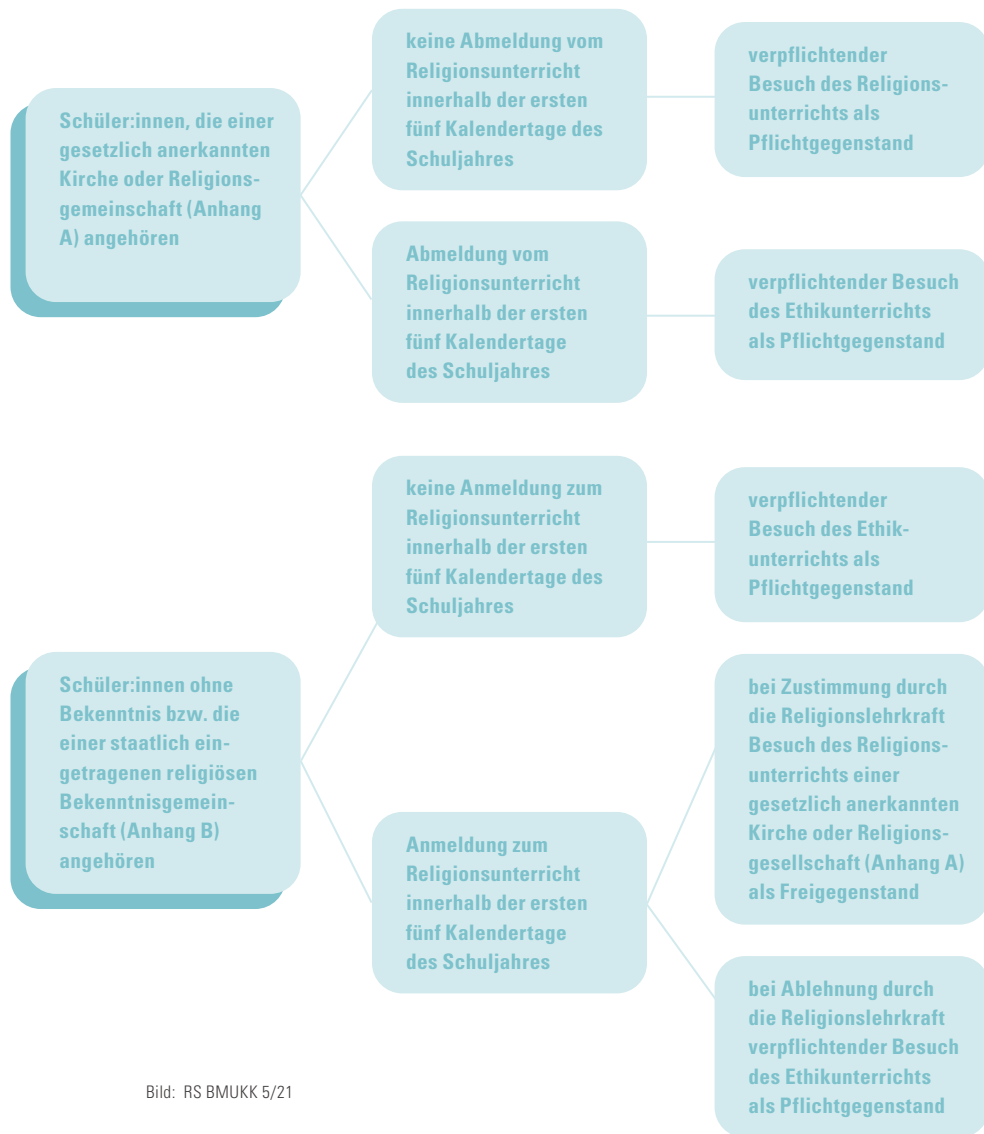 Schüler:innen, die einer
gesetzlich anerkannten
Kirche oder Religions-
gemeinschaft (Anhang
A) angehören
keine Abmeldung vom
Religionsunterricht
innerhalb der ersten
fünf Kalendertage des
Schuljahres
verpflichtender
Besuch des Religions-
unterrichts als
Pflichtgegenstand
Abmeldung vom
Religionsunterricht
innerhalb der ersten
fünf Kalendertage
des Schuljahres
verpflichtender Besuch
des Ethikunterrichts
als Pflichtgegenstand
Schüler:innen ohne
Bekenntnis bzw. die
einer staatlich ein-
getragenen religiösen
Bekenntnisgemein-
schaft (Anhang B)
angehören
keine Anmeldung zum
Religionsunterricht
innerhalb der ersten
fünf Kalendertage des
Schuljahres
verpflichtender
Besuch des Ethik-
unterrichts als
Pflichtgegenstand
Anmeldung zum
Religionsunterricht
innerhalb der ersten
fünf Kalendertage
des Schuljahres
bei Zustimmung durch
die Religionslehrkraft
Besuch des Religions-
unterrichts einer
gesetzlich anerkannten
Kirche oder Religions-
gesellschaft (Anhang A)
als Freigegenstand
bei Ablehnung durch
die Religionslehrkraft
verpflichtender Besuch
des Ethikunterrichts
als Pflichtgegenstand
Bild: RS BMUKK 5/21